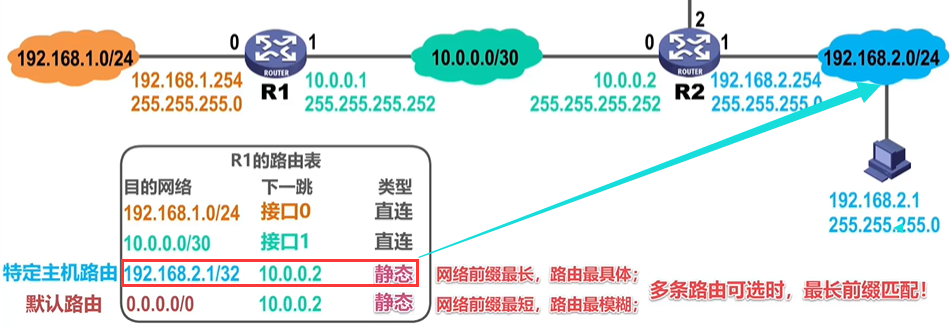 2
192.168.1.0/24
0
1
10.0.0.0/30
0
1
192.168.2.0/24
ROUTER
ROUTER
192.168.1.254
10.0.0.1
R1
10.0.0.2
R2
192.168.2.254
255.255.255.0
255.255.255.252
255.255.255.252
255.255.255.0
R1的路由表
目的网络 下一跳 类型
192.168.1.0/24 接口0 直连
10.0.0.0/30 接口1 直连
特定主机路由 192.168.2.1/32 10.0.0.2 静态 网络前缀最长，路由最具体；
默认路由 0.0.0.0/0 10.0.0.2 静态 网络前缀最短，路由最模糊；
多条路由可选时，最长前缀匹配！
192.168.2.1
255.255.255.0